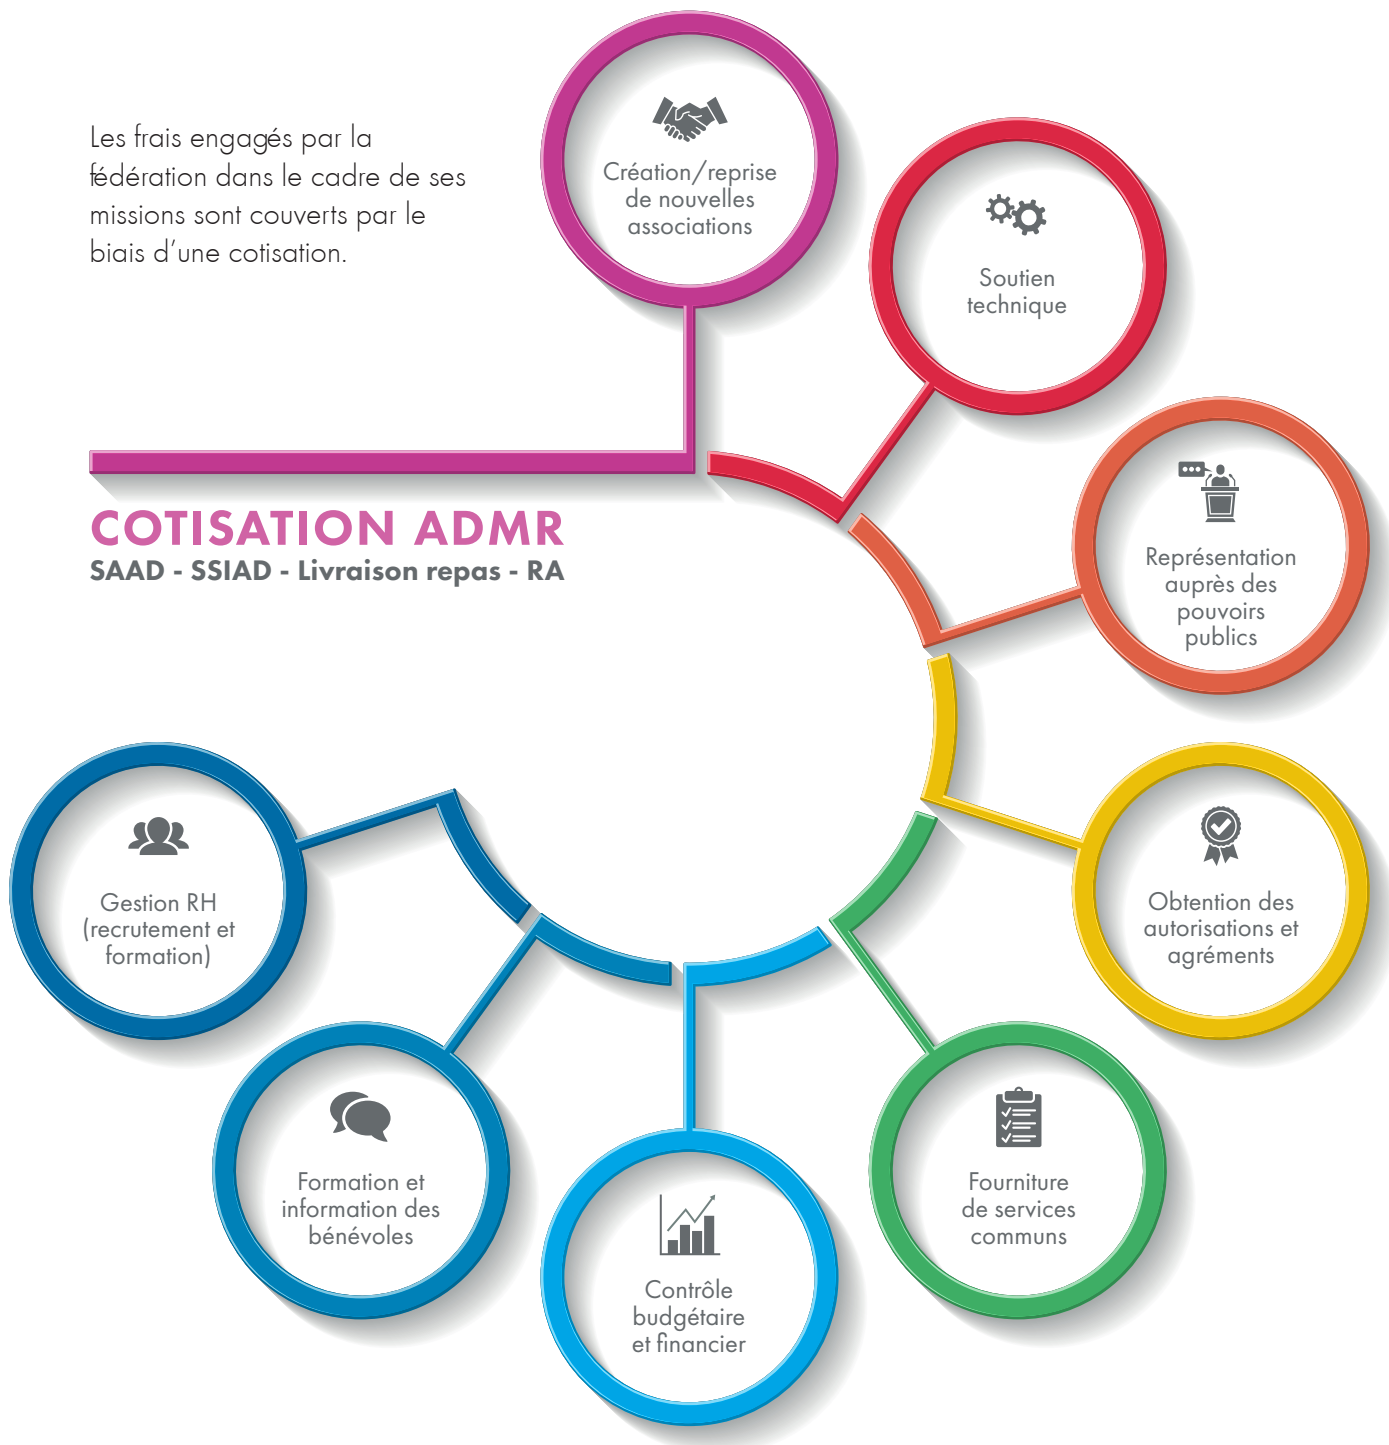 Les frais engagés par la
fédération dans le cadre de ses
missions sont couverts par le
biais d'une cotisation.
COTISATION ADMR
SAAD - SSIAD - Livraison repas - RA
Création/reprise
de nouvelles
associations
Soutien
technique
Représentation
auprès des
pouvoirs
publics
Obtention des
autorisations et
agréments
Fourniture
de services
communs
Contrôle
budgétaire
et financier
Formation et
information des
bénévoles
Gestion RH
(recrutement et
formation)